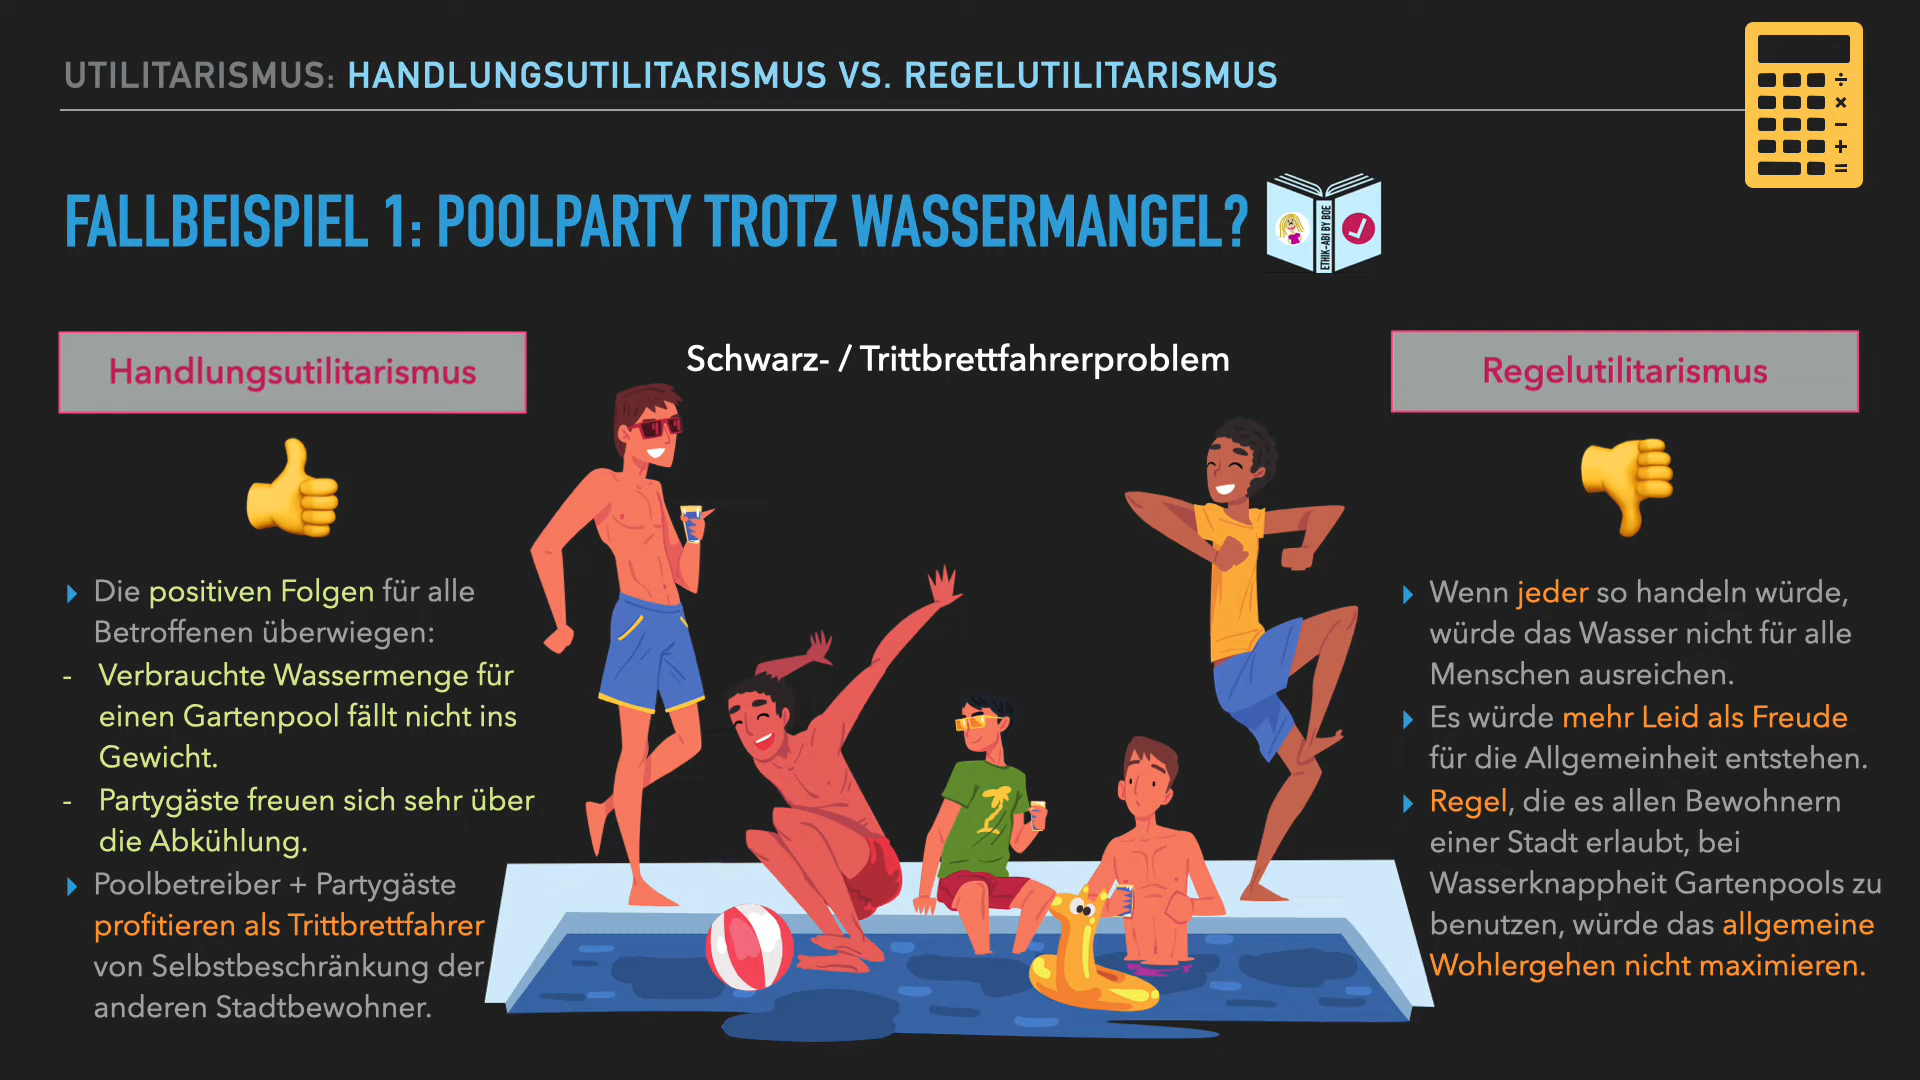 UTILITARISMUS: HANDLUNGSUTILITARISMUS VS. REGELUTILITARISMUS
÷
×
−
+
=
FALLBEISPIEL 1: POOLPARTY TROTZ WASSERMANGEL?
ETHIK-ABI BY BOE
Handlungsutilitarismus
Schwarz- / Trittbrettfahrerproblem
Regelutilitarismus
Die positiven Folgen für alle
Betroffenen überwiegen:
- Verbrauchte Wassermenge für
einen Gartenpool fällt nicht ins
Gewicht.
- Partygäste freuen sich sehr über
die Abkühlung.
Poolbetreiber + Partygäste
profitieren als Trittbrettfahrer
von Selbstbeschränkung der
anderen Stadtbewohner.
Wenn jeder so handeln würde,
würde das Wasser nicht für alle
Menschen ausreichen.
Es würde mehr Leid als Freude
für die Allgemeinheit entstehen.
Regel, die es allen Bewohnern
einer Stadt erlaubt, bei
Wasserknappheit Gartenpools zu
benutzen, würde das allgemeine
Wohlergehen nicht maximieren.